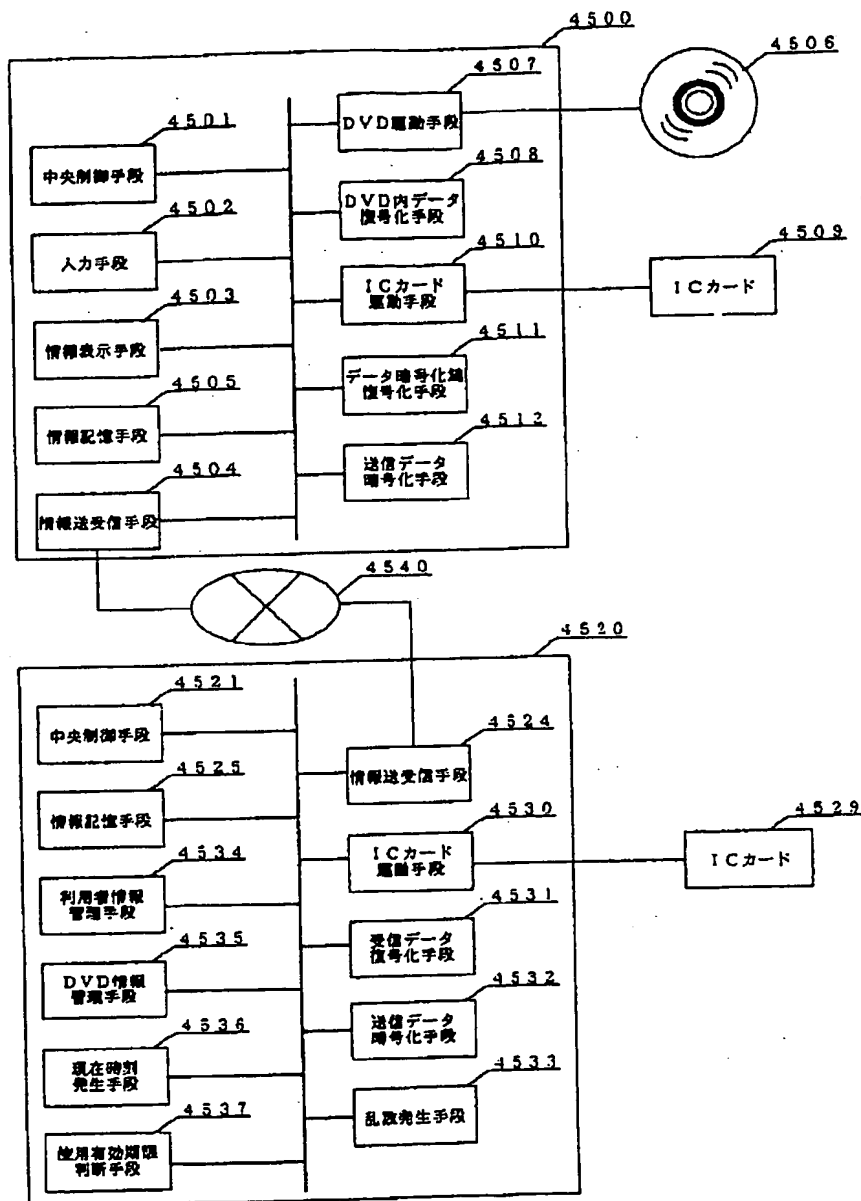 4500
4506
4507
DVD駆動手段
4501
中央制御手段
4508
DVD内データ
復号化手段
4502
入力手段
4510
ICカード
駆動手段
4509
ICカード
4503
情報表示手段
4511
データ暗号化鍵
復号化手段
4505
情報記憶手段
4512
送信データ
暗号化手段
4504
情報送受信手段
4540
4520
4521
中央制御手段
4524
情報送受信手段
4525
情報記憶手段
4530
ICカード
駆動手段
4529
ICカード
4534
利用者情報
管理手段
4531
受信データ
復号化手段
4535
DVD情報
管理手段
4532
送信データ
暗号化手段
4536
現在時刻
発生手段
4533
乱数発生手段
4537
使用有効期限
判断手段